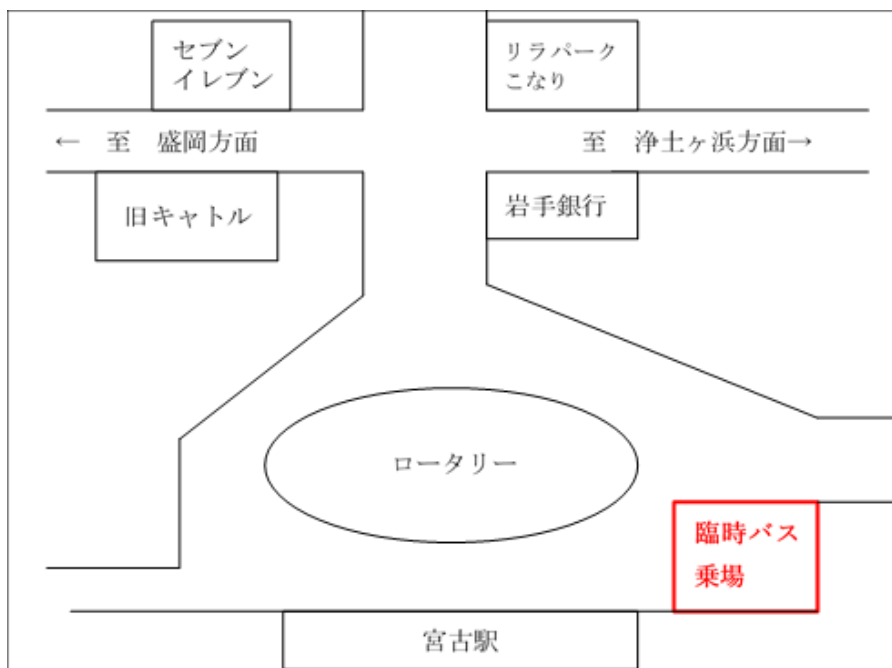 セブン
イレブン
リラパーク
こなり
← 至 盛岡方面
至 浄土ヶ浜方面→
旧キャトル
岩手銀行
ロータリー
臨時バス
乗場
宮古駅